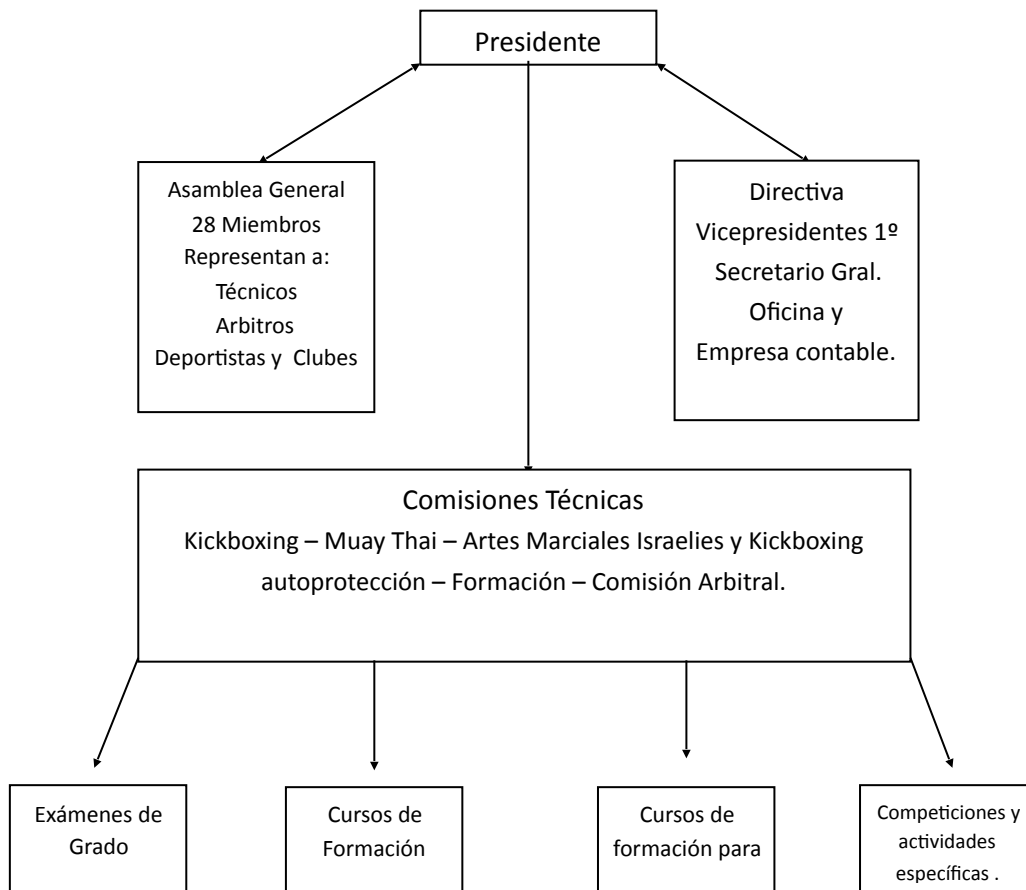 Presidente
Asamblea General
28 Miembros
Representan a:
Técnicos
Arbitros
Deportistas y Clubes
Directiva
Vicepresidentes 1º
Secretario Gral.
Oficina y
Empresa contable.
Comisiones Técnicas
Kickboxing – Muay Thai – Artes Marciales Israelies y Kickboxing
autoprotección – Formación – Comisión Arbitral.
Exámenes de
Grado
Cursos de
Formación
Cursos de
formación para
Competiciones y
actividades
específicas .